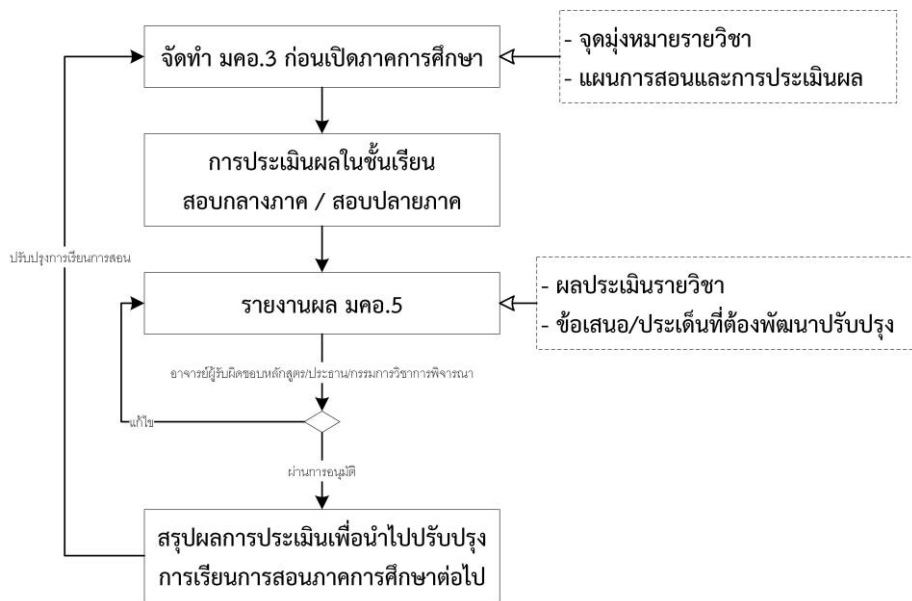 จัดทำ มคอ.3 ก่อนเปิดภาคการศึกษา
- จุดมุ่งหมายรายวิชา
- แผนการสอนและการประเมินผล
การประเมินผลในชั้นเรียน
สอบกลางภาค / สอบปลายภาค
ปรับปรุงการเรียนการสอน
รายงานผล มคอ.5
- ผลประเมินรายวิชา
- ข้อเสนอ/ประเด็นที่ต้องพัฒนาปรับปรุง
อาจารย์ผู้รับผิดชอบหลักสูตร/ประธาน/กรรมการวิชาการพิจารณา
แก้ไข
ผ่านการอนุมัติ
สรุปผลการประเมินเพื่อนำไปปรับปรุง
การเรียนการสอนภาคการศึกษาต่อไป